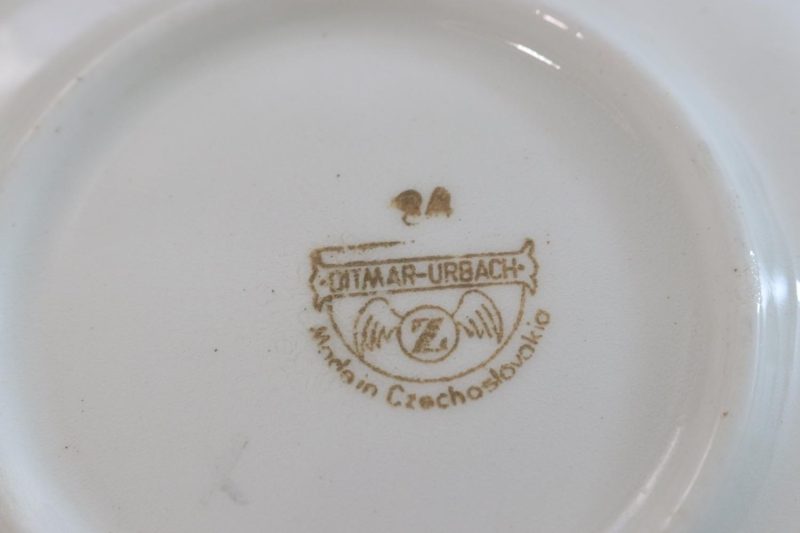 24
DITMAR-URBACH
Z
Made in Czechoslovakia